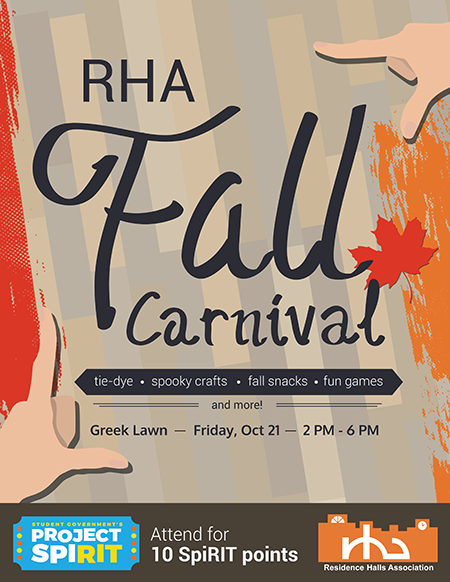 RHA
Fall
Carnival
tie-dye • spooky crafts • fall snacks • fun games
and more!
Greek Lawn — Friday, Oct 21 — 2 PM - 6 PM
STUDENT GOVERNMENT'S
PROJECT
SPIRIT
Attend for
10 SpiRIT points
rha
Residence Halls Association